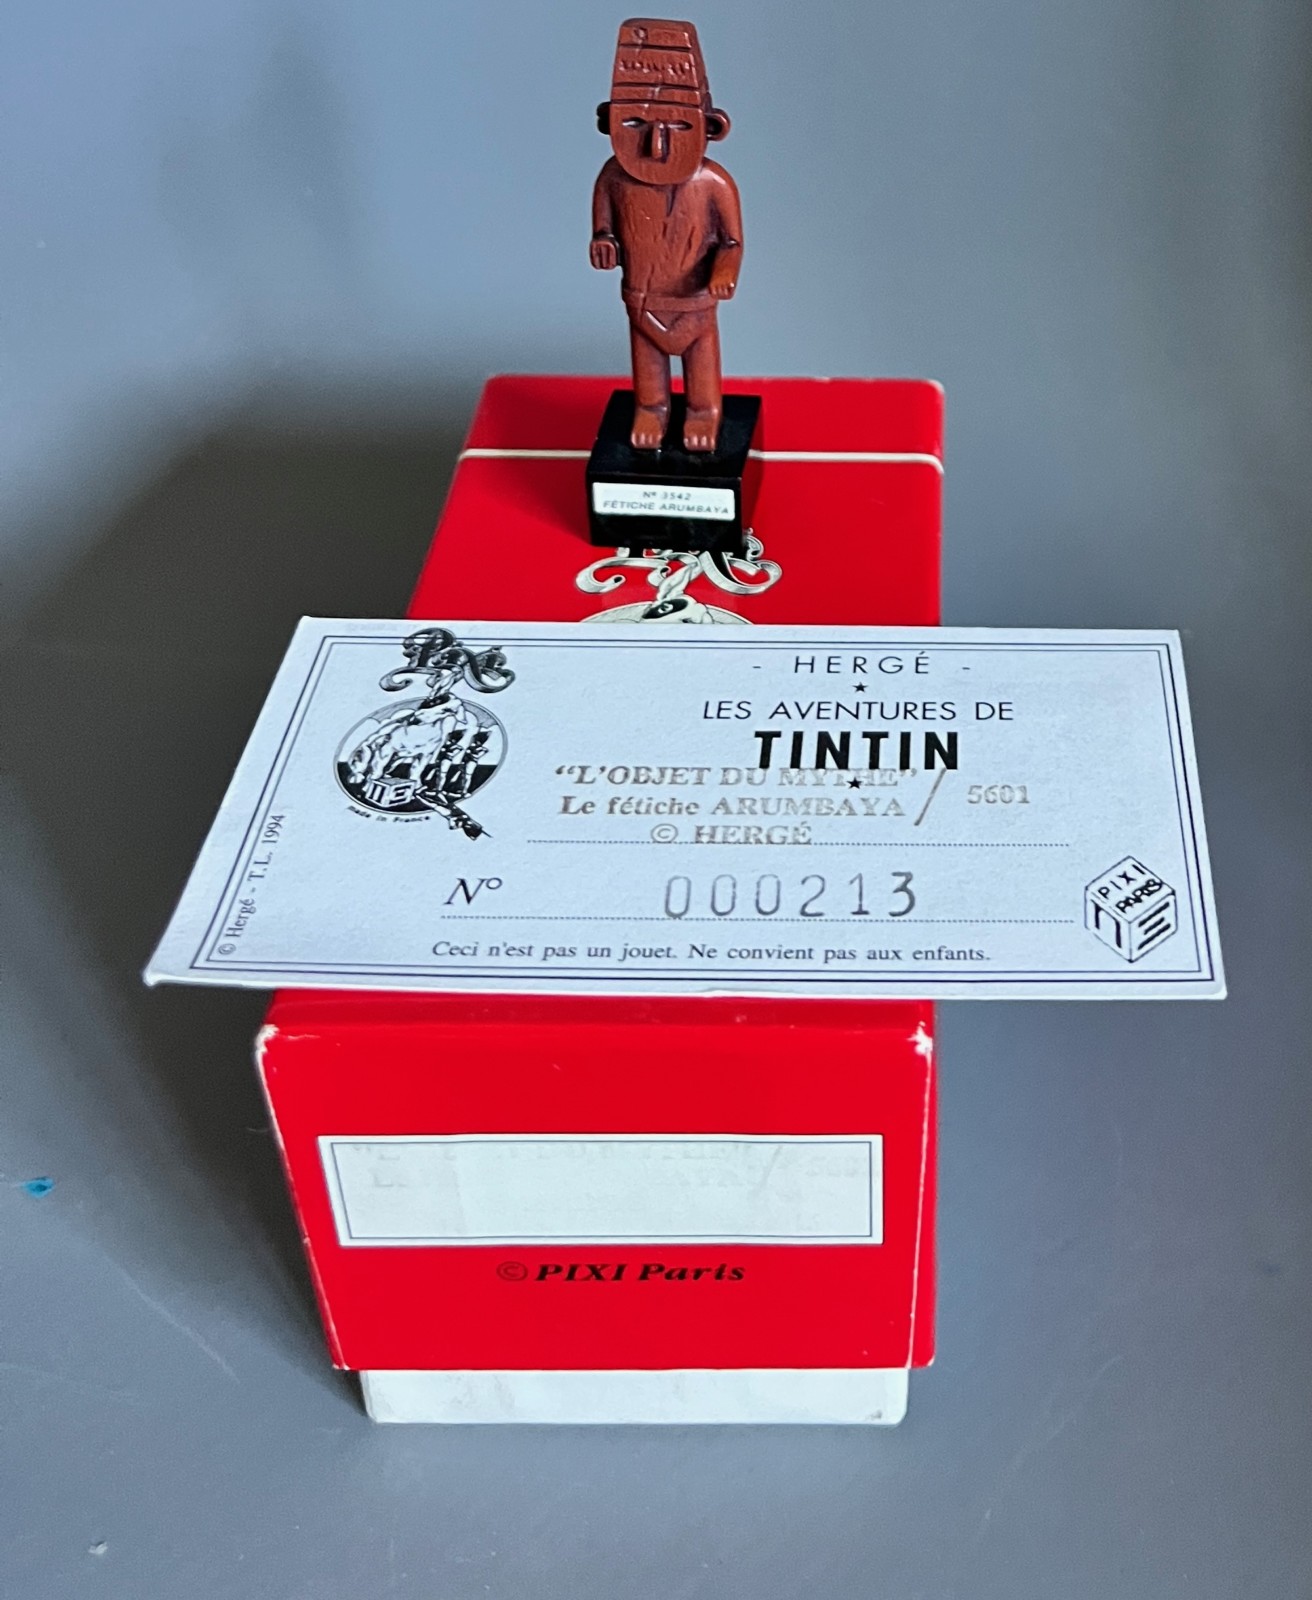 Nº 3542
FÉTICHE ARUMBAYA
Pixi
made in France
- HERGÉ -
LES AVENTURES DE
TINTIN
“L'OBJET DU MYTHE” / 5601
Le fétiche ARUMBAYA
© HERGÉ
Nº 000213
PIXI
PARIS
Ceci n'est pas un jouet. Ne convient pas aux enfants.
© Hergé - T.L. 1994
© PIXI Paris